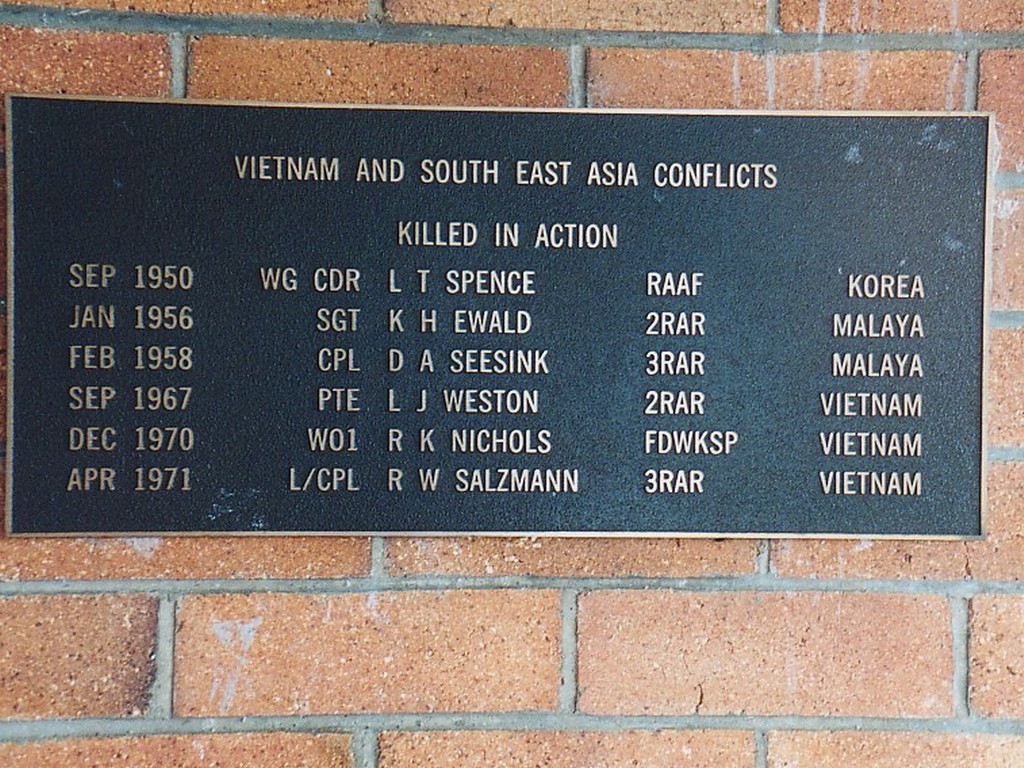 VIETNAM AND SOUTH EAST ASIA CONFLICTS
KILLED IN ACTION
SEP 1950 WG CDR L T SPENCE RAAF KOREA
JAN 1956 SGT K H EWALD 2RAR MALAYA
FEB 1958 CPL D A SEESINK 3RAR MALAYA
SEP 1967 PTE L J WESTON 2RAR VIETNAM
DEC 1970 WO1 R K NICHOLS FDWKSP VIETNAM
APR 1971 L/CPL R W SALZMANN 3RAR VIETNAM